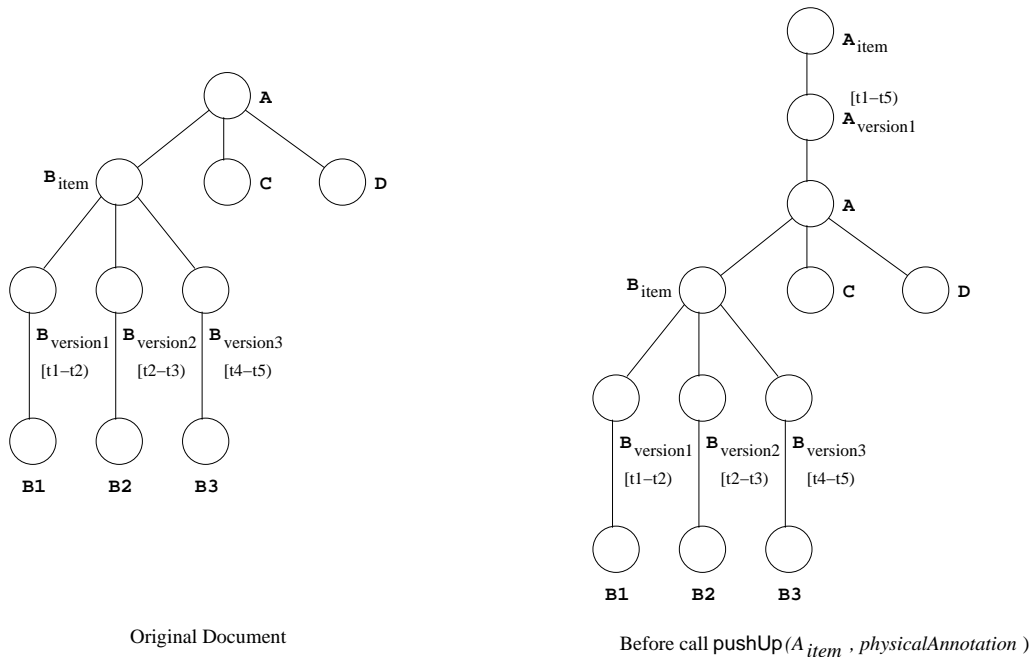 A
B item
C
D
B version1
[t1–t2)
B version2
[t2–t3)
B version3
[t4–t5)
B1
B2
B3
Original Document
A item
[t1–t5)
A version1
A
B item
C
D
B version1
[t1–t2)
B version2
[t2–t3)
B version3
[t4–t5)
B1
B2
B3
Before call pushUp(A item , physicalAnnotation )